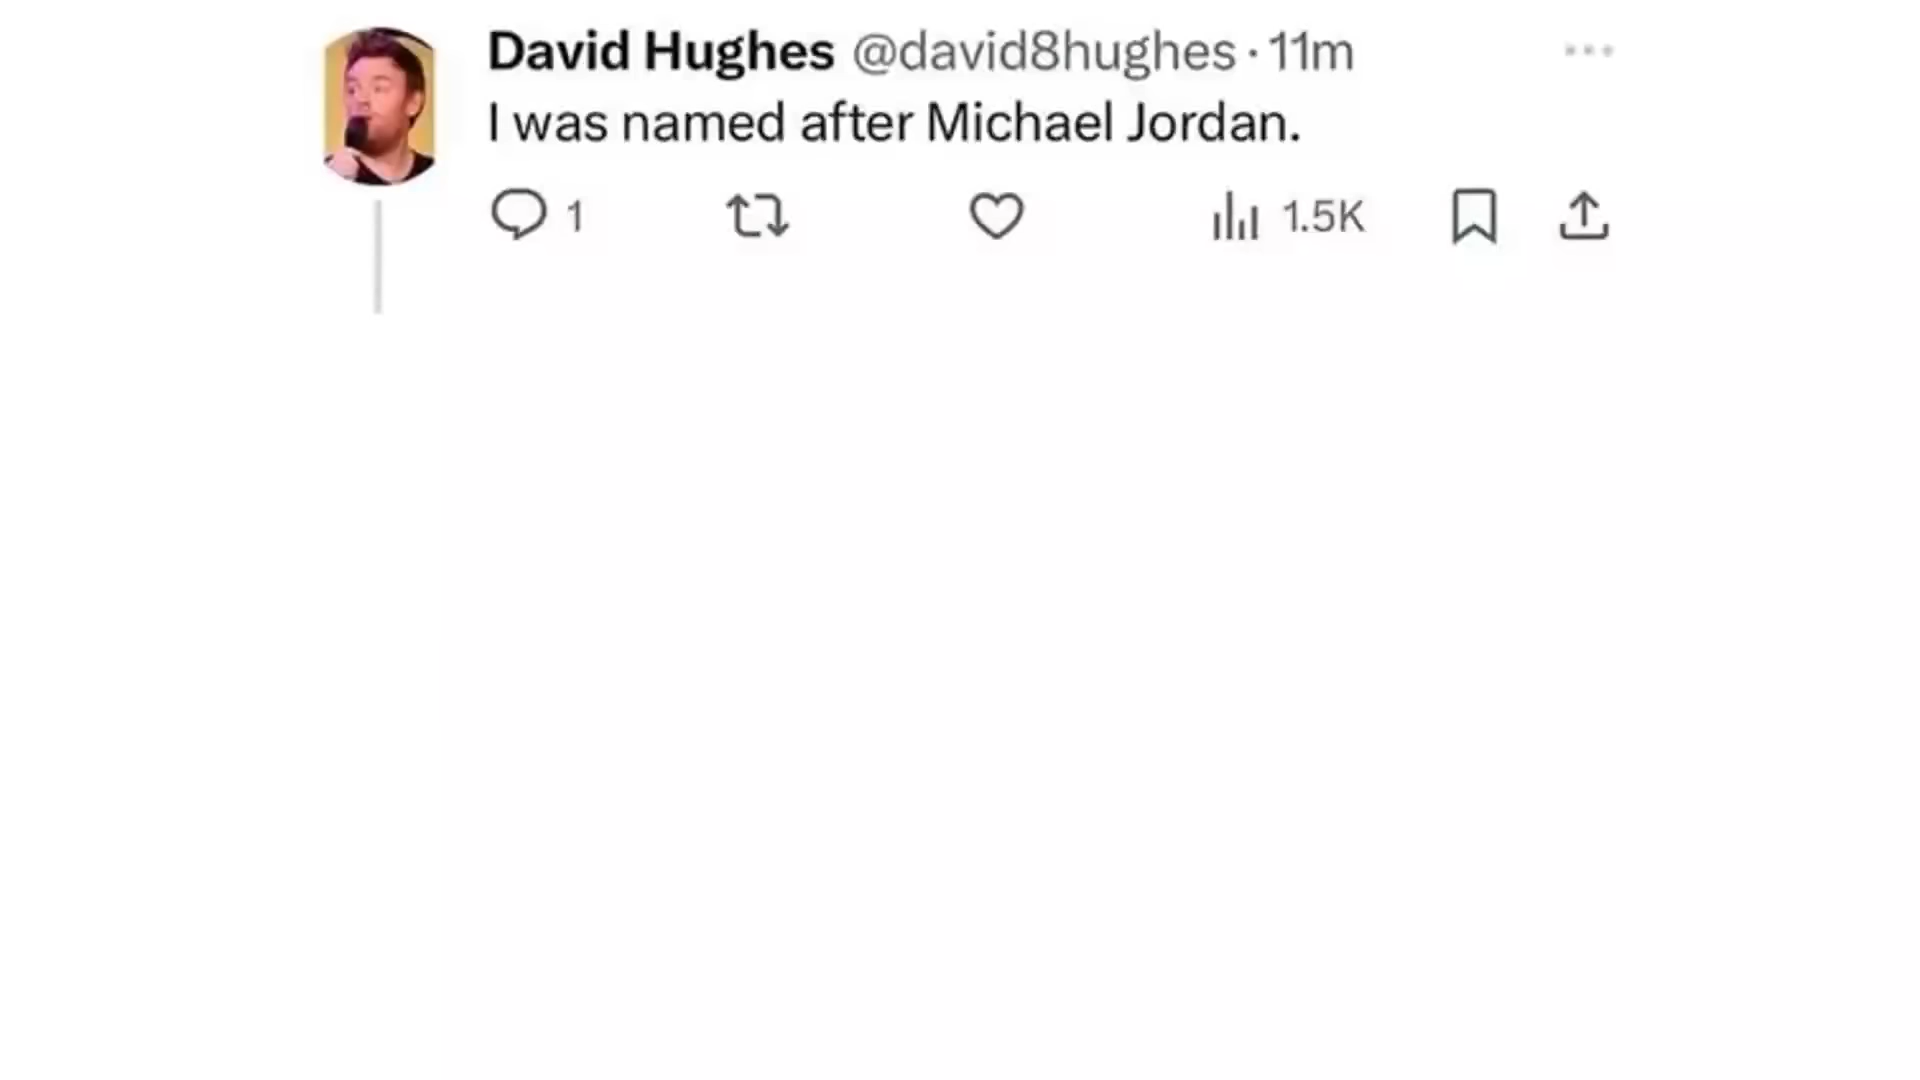 David Hughes @david8hughes · 11m
I was named after Michael Jordan.
1 1.5K